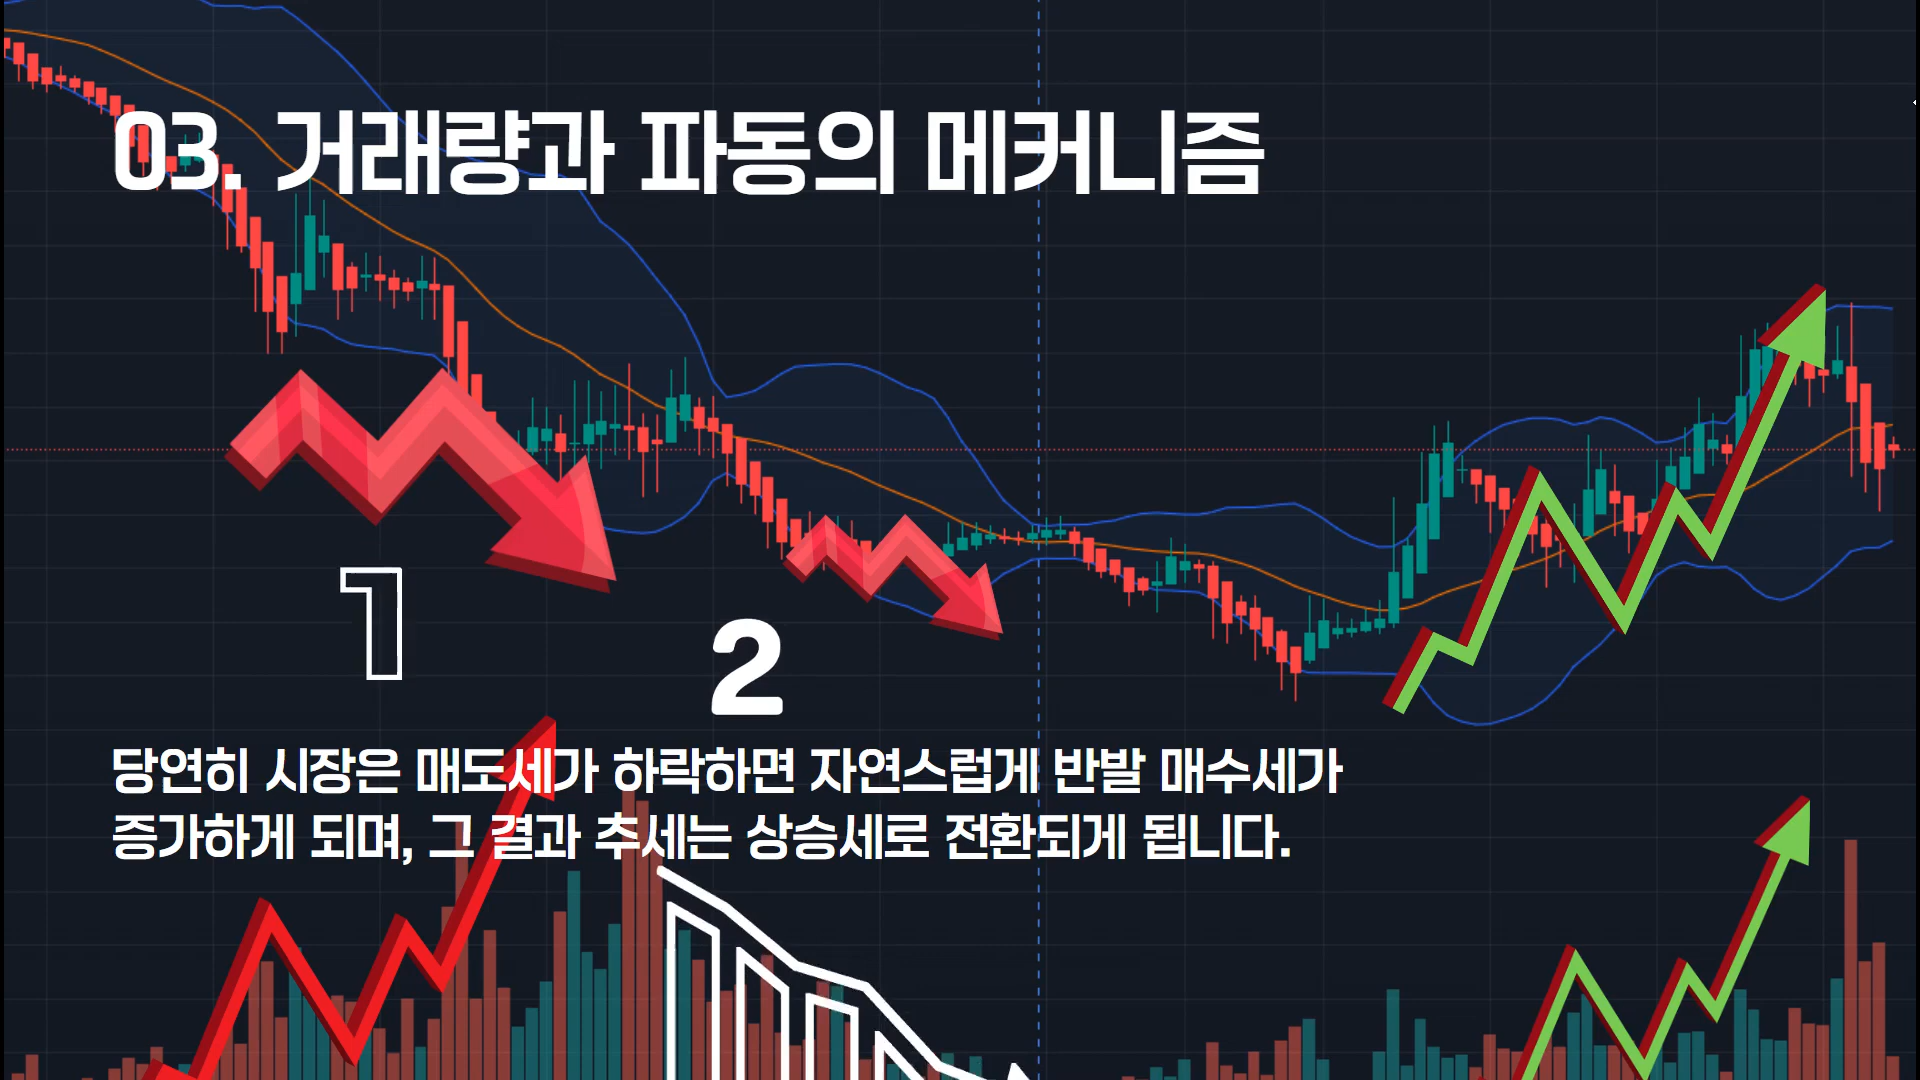 03. 거래량과 파동의 메커니즘
1
2
당연히 시장은 매도세가 하락하면 자연스럽게 반발 매수세가
증가하게 되며, 그 결과 추세는 상승세로 전환되게 됩니다.